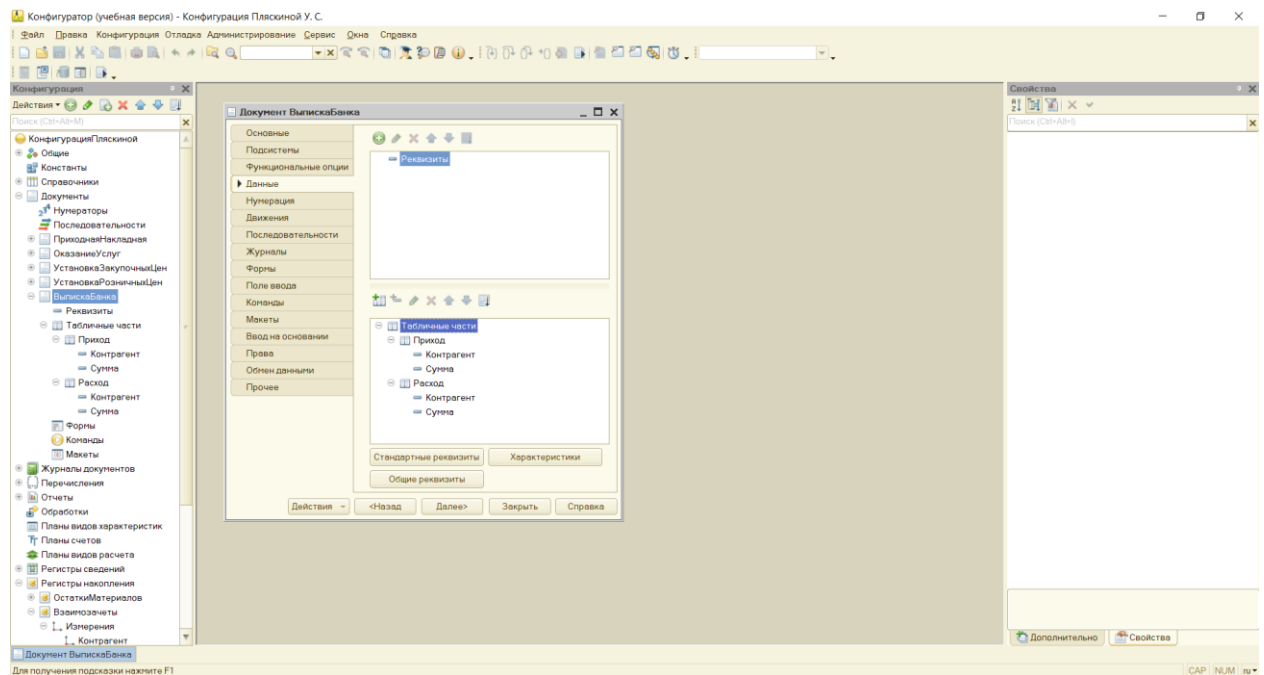 Конфигуратор (учебная версия) - Конфигурация Пляскиной У. С.
Файл Правка Конфигурация Отладка Администрирование Сервис Окна Справка
Конфигурация
Действия
Поиск (Ctrl+Alt+M)
КонфигурацияПляскиной
Общие
Константы
Справочники
Документы
Нумераторы
Последовательности
ПриходнаяНакладная
ОказаниеУслуг
УстановкаЗакупочныхЦен
УстановкаРозничныхЦен
ВыпискаБанка
Реквизиты
Табличные части
Приход
Контрагент
Сумма
Расход
Контрагент
Сумма
Формы
Команды
Макеты
Журналы документов
Перечисления
Отчеты
Обработки
Планы видов характеристик
Планы счетов
Планы видов расчета
Регистры сведений
Регистры накопления
ОстаткиМатериалов
Взаимозачеты
Измерения
Контрагент
Документ ВыпискаБанка
Основные
Подсистемы
Функциональные опции
Данные
Нумерация
Движения
Последовательности
Журналы
Формы
Поле ввода
Команды
Макеты
Ввод на основании
Права
Обмен данными
Прочее
Реквизиты
Табличные части
Приход
Контрагент
Сумма
Расход
Контрагент
Сумма
Стандартные реквизиты Характеристики
Общие реквизиты
Действия <Назад Далее> Закрыть Справка
Свойства
Поиск (Ctrl+Alt+I)
Дополнительно Свойства
Документ ВыпискаБанка
Для получения подсказки нажмите F1
CAP NUM ru